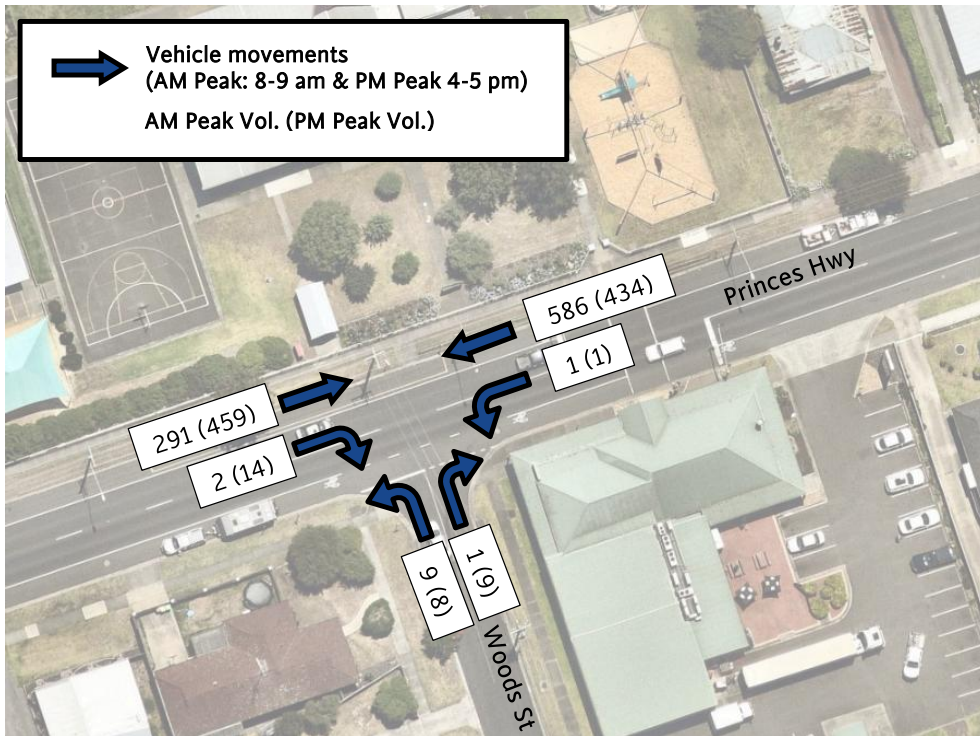 Vehicle movements
(AM Peak: 8-9 am & PM Peak 4-5 pm)
AM Peak Vol. (PM Peak Vol.)
Princes Hwy
586 (434)
1 (1)
291 (459)
2 (14)
9 (8)
1 (9)
Woods St